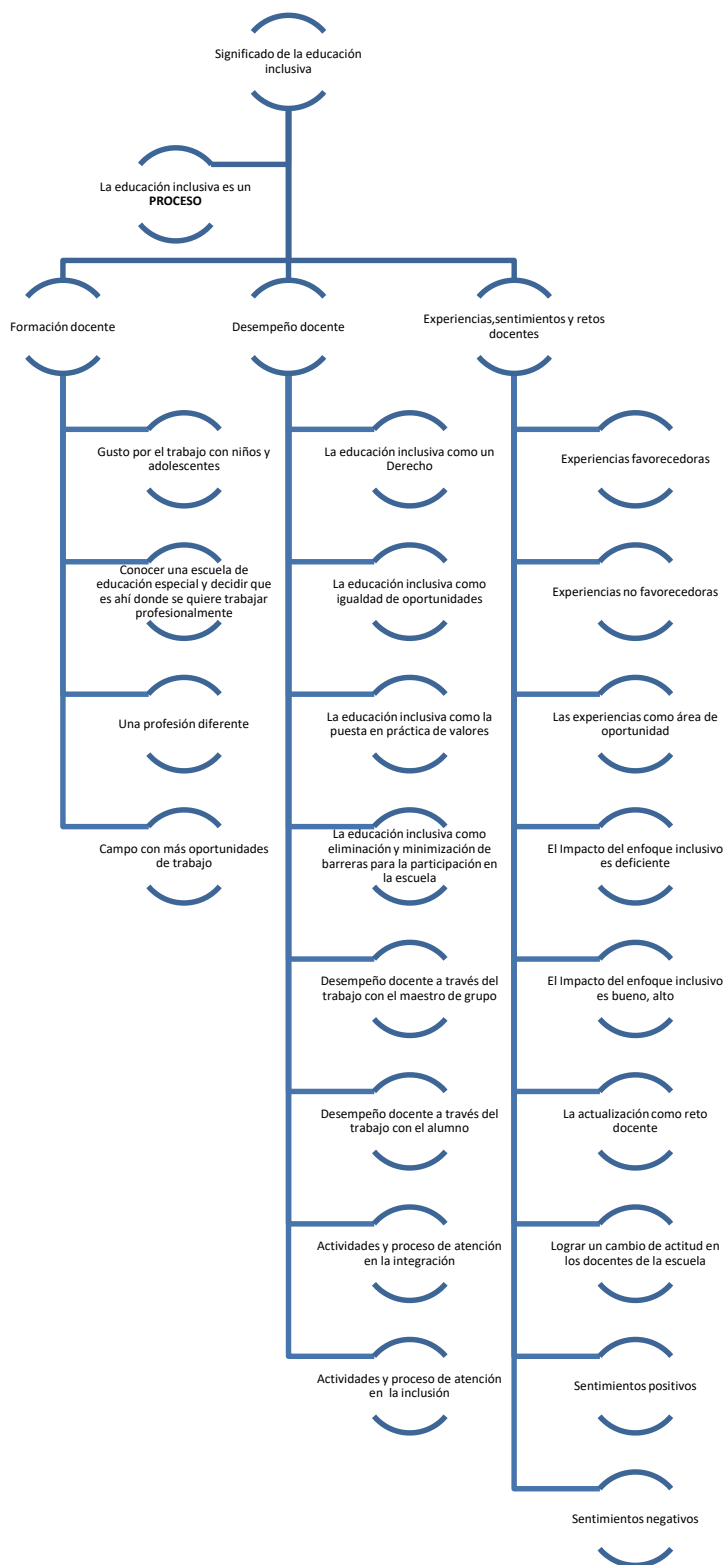 Significado de la educación
inclusiva
La educación inclusiva es un
PROCESO
Formación docente
Desempeño docente
Experiencias,sentimientos y retos
docentes
Gusto por el trabajo con niños y
adolescentes
Conocer una escuela de
educación especial y decidir que
es ahí donde se quiere trabajar
profesionalmente
Una profesión diferente
Campo con más oportunidades
de trabajo
La educación inclusiva como un
Derecho
La educación inclusiva como
igualdad de oportunidades
La educación inclusiva como la
puesta en práctica de valores
La educación inclusiva como
eliminación y minimización de
barreras para la participación en
la escuela
Desempeño docente a través del
trabajo con el maestro de grupo
Desempeño docente a través del
trabajo con el alumno
Actividades y proceso de atención
en la integración
Actividades y proceso de atención
en la inclusión
Experiencias favorecedoras
Experiencias no favorecedoras
Las experiencias como área de
oportunidad
El Impacto del enfoque inclusivo
es deficiente
El Impacto del enfoque inclusivo
es bueno, alto
La actualización como reto
docente
Lograr un cambio de actitud en
los docentes de la escuela
Sentimientos positivos
Sentimientos negativos